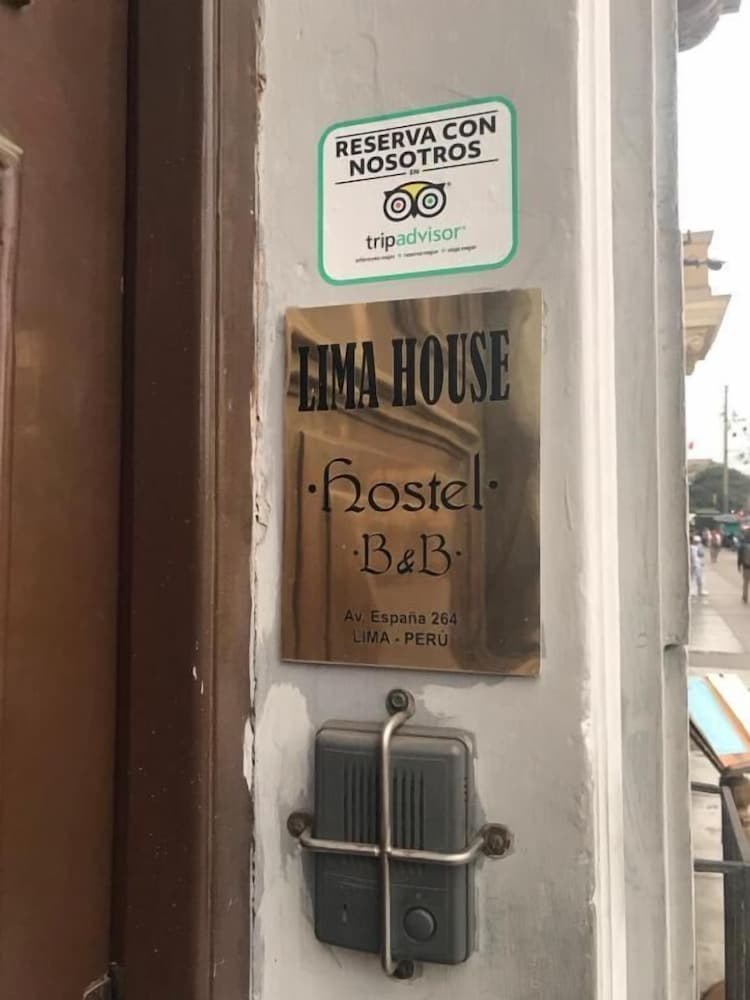 RESERVA CON
NOSOTROS
EN
tripadvisor®
LIMA HOUSE
·Hostel·
·B&B·
Av. España 264
LIMA - PERÚ